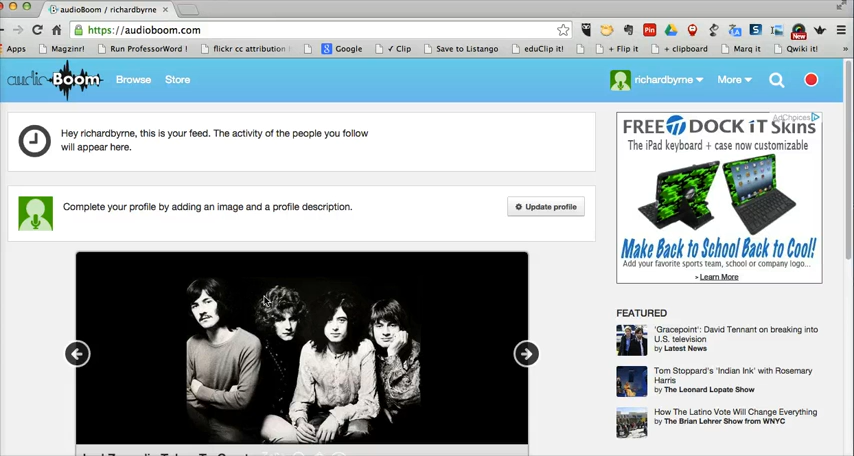 audioBoom / richardbyrne
https://audioboom.com
Apps Magzinr! Run ProfessorWord ! flickr cc attribution Google ✓ Clip Save to Listango eduClip it! + Flip it + clipboard Marq it Qwiki it!
New
Pin
audioBoom Browse Store richardbyrne More
Hey richardbyrne, this is your feed. The activity of the people you follow
will appear here.
Complete your profile by adding an image and a profile description.
Update profile
AdChoices
FREE DOCK iT Skins
The iPad keyboard + case now customizable
Make Back to School Back to Cool!
Add your favorite sports team, school or company logo...
> Learn More
FEATURED
'Gracepoint': David Tennant on breaking into
U.S. television
by Latest News
Tom Stoppard's 'Indian Ink' with Rosemary
Harris
by The Leonard Lopate Show
How The Latino Vote Will Change Everything
by The Brian Lehrer Show from WNYC